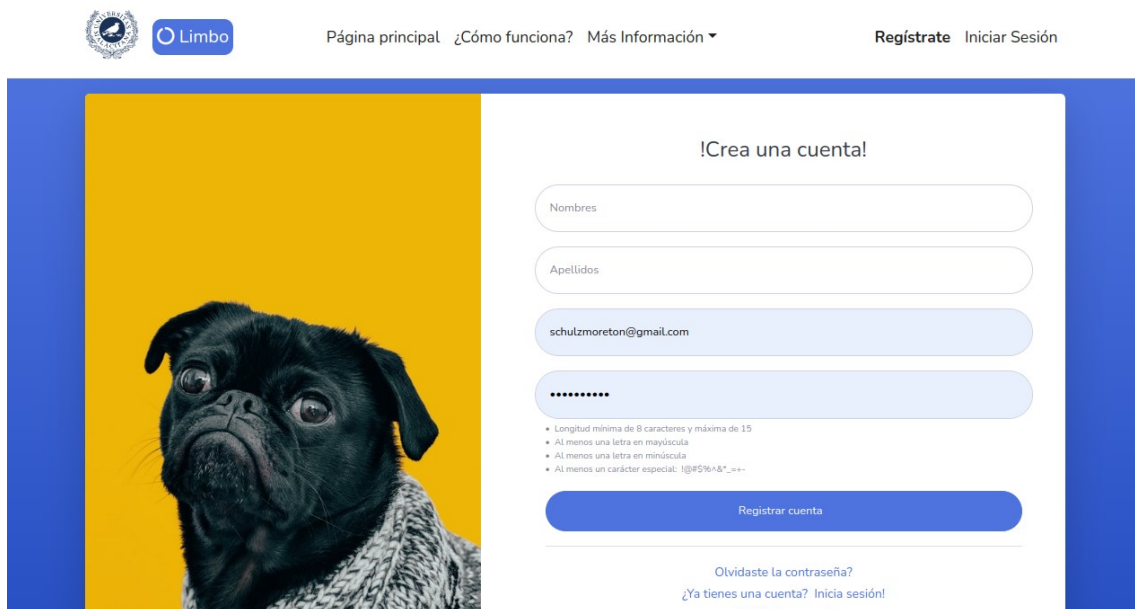 UNIVERSITAS MALACITANA
Limbo
Página principal ¿Cómo funciona? Más Información
Regístrate Iniciar Sesión
!Crea una cuenta!
Nombres
Apellidos
schulzmoreton@gmail.com
••••••••••
Longitud mínima de 8 caracteres y máxima de 15
Al menos una letra en mayúscula
Al menos una letra en minúscula
Al menos un carácter especial: !@#$%^&*_=+-
Registrar cuenta
Olvidaste la contraseña?
¿Ya tienes una cuenta? Inicia sesión!